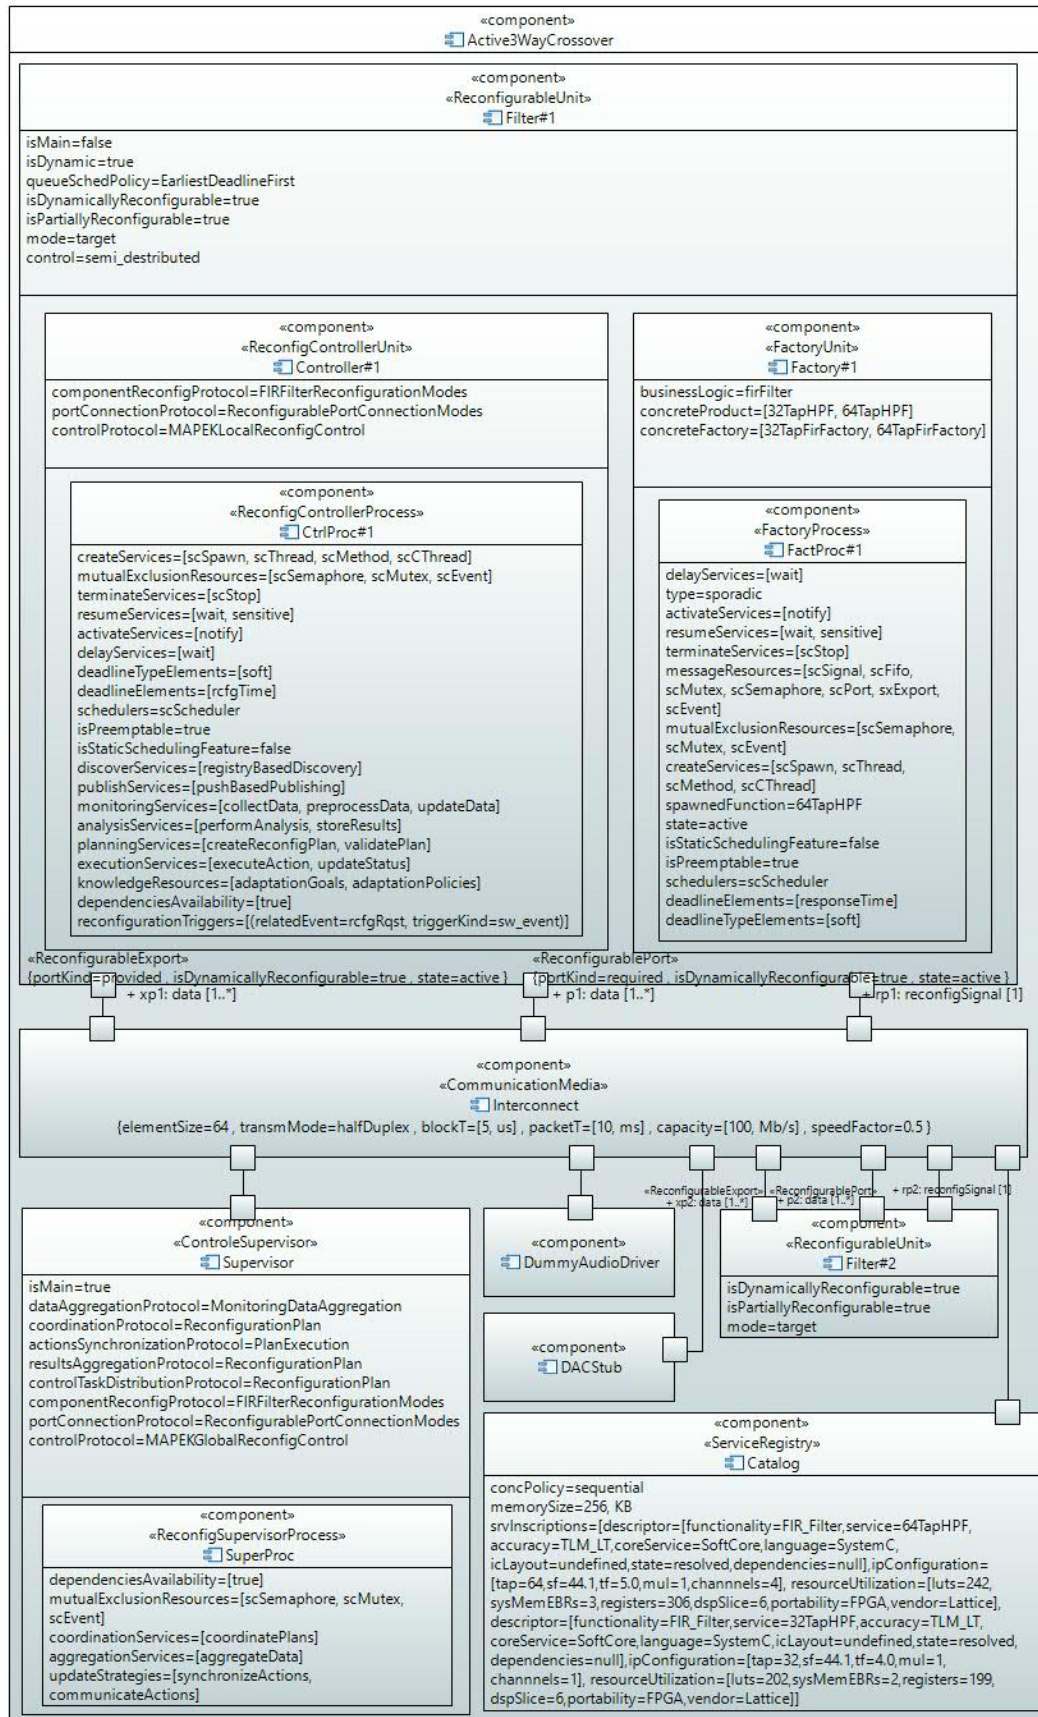 «component»
Active3WayCrossover
«component»
«ReconfigurableUnit»
Filter#1
isMain=false
isDynamic=true
queueSchedPolicy=EarliestDeadlineFirst
isDynamicallyReconfigurable=true
isPartiallyReconfigurable=true
mode=target
control=semi_destributed
«component»
«ReconfigControllerUnit»
Controller#1
componentReconfigProtocol=FIRFilterReconfigurationModes
portConnectionProtocol=ReconfigurablePortConnectionModes
controlProtocol=MAPEKLocalReconfigControl
«component»
«ReconfigControllerProcess»
CtrlProc#1
createServices=[scSpawn, scThread, scMethod, scCThread]
mutualExclusionResources=[scSemaphore, scMutex, scEvent]
terminateServices=[scStop]
resumeServices=[wait, sensitive]
activateServices=[notify]
delayServices=[wait]
deadlineTypeElements=[soft]
deadlineElements=[rcfgTime]
schedulers=scScheduler
isPreemptable=true
isStaticSchedulingFeature=false
discoverServices=[registryBasedDiscovery]
publishServices=[pushBasedPublishing]
monitoringServices=[collectData, preprocessData, updateData]
analysisServices=[performAnalysis, storeResults]
planningServices=[createReconfigPlan, validatePlan]
executionServices=[executeAction, updateStatus]
knowledgeResources=[adaptationGoals, adaptationPolicies]
dependenciesAvailability=[true]
reconfigurationTriggers=[(relatedEvent=rcfgRqst, triggerKind=sw_event)]
«component»
«FactoryUnit»
Factory#1
businessLogic=firFilter
concreteProduct=[32TapHPF, 64TapHPF]
concreteFactory=[32TapFirFactory, 64TapFirFactory]
«component»
«FactoryProcess»
FactProc#1
delayServices=[wait]
type=sporadic
activateServices=[notify]
resumeServices=[wait, sensitive]
terminateServices=[scStop]
messageResources=[scSignal, scFifo,
scMutex, scSemaphore, scPort, sxExport,
scEvent]
mutualExclusionResources=[scSemaphore,
scMutex, scEvent]
createServices=[scSpawn, scThread,
scMethod, scCThread]
spawnedFunction=64TapHPF
state=active
isStaticSchedulingFeature=false
isPreemptable=true
schedulers=scScheduler
deadlineElements=[responseTime]
deadlineTypeElements=[soft]
«ReconfigurableExport»
{portKind=provided , isDynamicallyReconfigurable=true , state=active }
+ xp1: data [1..*]
«ReconfigurablePort»
{portKind=required , isDynamicallyReconfigurable=true , state=active }
+ p1: data [1..*]
+ rp1: reconfigSignal [1]
«component»
«CommunicationMedia»
Interconnect
{elementSize=64 , transmMode=halfDuplex , blockT=[5, us] , packetT=[10, ms] , capacity=[100, Mb/s] , speedFactor=0.5 }
«ReconfigurableExport»
+ xp2: data [1..*]
«ReconfigurablePort»
+ p2: data [1..*]
+ rp2: reconfigSignal [1]
«component»
«ControleSupervisor»
Supervisor
isMain=true
dataAggregationProtocol=MonitoringDataAggregation
coordinationProtocol=ReconfigurationPlan
actionsSynchronizationProtocol=PlanExecution
resultsAggregationProtocol=ReconfigurationPlan
controlTaskDistributionProtocol=ReconfigurationPlan
componentReconfigProtocol=FIRFilterReconfigurationModes
portConnectionProtocol=ReconfigurablePortConnectionModes
controlProtocol=MAPEKGlobalReconfigControl
«component»
«ReconfigSupervisorProcess»
SuperProc
dependenciesAvailability=[true]
mutualExclusionResources=[scSemaphore, scMutex,
scEvent]
coordinationServices=[coordinatePlans]
aggregationServices=[aggregateData]
updateStrategies=[synchronizeActions,
communicateActions]
«component»
DummyAudioDriver
«component»
DACStub
«component»
«ReconfigurableUnit»
Filter#2
isDynamicallyReconfigurable=true
isPartiallyReconfigurable=true
mode=target
«component»
«ServiceRegistry»
Catalog
concPolicy=sequential
memorySize=256, KB
srvInscriptions=[descriptor=[functionality=FIR_Filter,service=64TapHPF,
accuracy=TLM_LT,coreService=SoftCore,language=SystemC,
icLayout=undefined,state=resolved,dependencies=null],ipConfiguration=
[tap=64,sf=44.1,tf=5.0,mul=1,channnels=4], resourceUtilization=[luts=242,
sysMemEBRs=3,registers=306,dspSlice=6,portability=FPGA,vendor=Lattice],
descriptor=[functionality=FIR_Filter,service=32TapHPF,accuracy=TLM_LT,
coreService=SoftCore,language=SystemC,icLayout=undefined,state=resolved,
dependencies=null],ipConfiguration=[tap=32,sf=44.1,tf=4.0,mul=1,
channnels=1], resourceUtilization=[luts=202,sysMemEBRs=2,registers=199,
dspSlice=6,portability=FPGA,vendor=Lattice]]